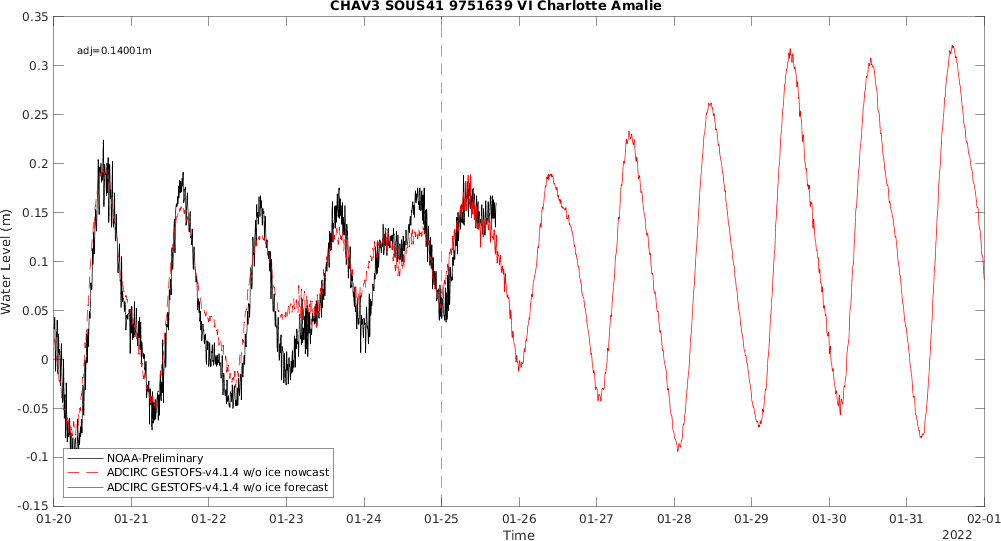 CHAV3 SOUS41 9751639 VI Charlotte Amalie
adj=0.14001m
0.35
0.3
0.25
0.2
0.15
0.1
0.05
0
-0.05
-0.1
-0.15
Water Level (m)
NOAA-Preliminary
ADCIRC GESTOFS-v4.1.4 w/o ice nowcast
ADCIRC GESTOFS-v4.1.4 w/o ice forecast
01-20 01-21 01-22 01-23 01-24 01-25 01-26 01-27 01-28 01-29 01-30 01-31 02-01
Time
2022